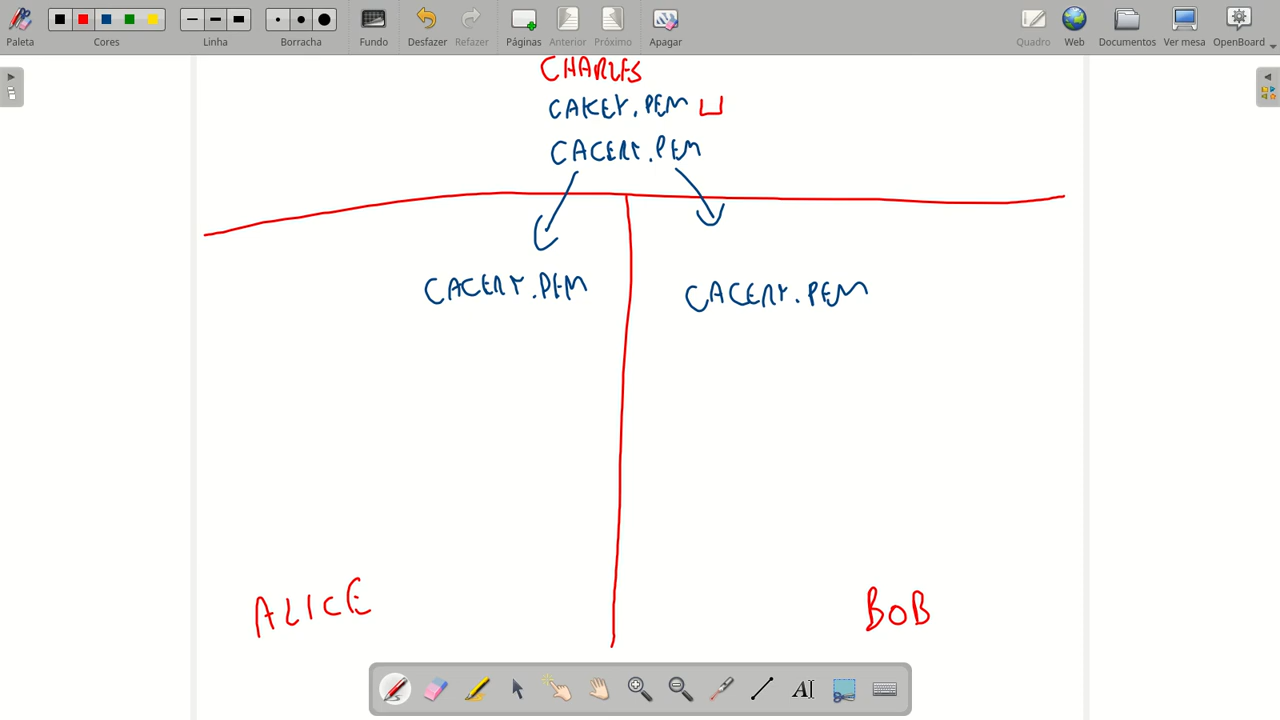 Paleta Cores Linha Borracha Fundo Desfazer Refazer Páginas Anterior Próximo Apagar Quadro Web Documentos Ver mesa OpenBoard
CHARLES
CAKEY.PEM
CACERT.PEM
CACERT.PEM CACERT.PEM
ALICE BOB